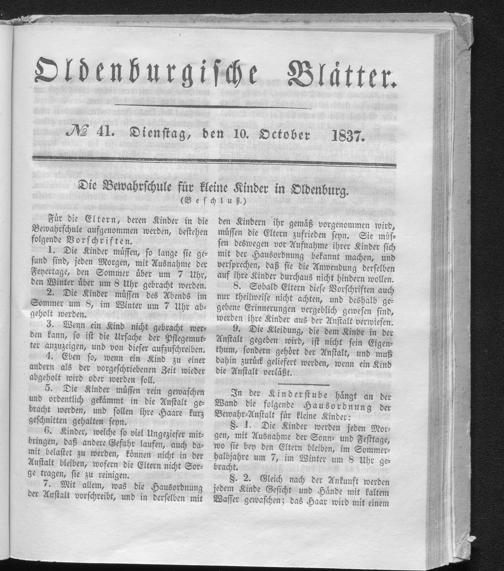 Oldenburgische Blätter.
№ 41. Dienstag, den 10. October 1837.
Die Bewahrschule für kleine Kinder in Oldenburg.
(Beschluß.)
Für die Eltern, deren Kinder in die
Bewahrschule aufgenommen werden, bestehen
folgende Vorschriften.
1. Die Kinder müssen, so lange sie ge-
sund sind, jeden Morgen, mit Ausnahme der
Feyertage, den Sommer über um 7 Uhr,
den Winter über um 8 Uhr gebracht werden.
2. Die Kinder müssen des Abends im
Sommer um 8, im Winter um 7 Uhr ab-
geholt werden.
3. Wenn ein Kind nicht gebracht wer-
den kann, so ist die Ursache der Pflegemut-
ter anzuzeigen, und von dieser aufzuschreiben.
4. Eben so, wenn ein Kind zu einer
andern als der vorgeschriebenen Zeit wieder
abgeholt wird oder werden soll.
5. Die Kinder müssen rein gewaschen
und ordentlich gekämmt in die Anstalt ge-
bracht werden, und sollen ihre Haare kurz
geschnitten gehalten seyn.
6. Kinder, welche so viel Ungeziefer mit-
bringen, daß andere Gefahr laufen, auch da-
mit belastet zu werden, können nicht in der
Anstalt bleiben, wofern die Eltern nicht Sor-
ge tragen, sie zu reinigen.
7. Mit allem, was die Hausordnung
der Anstalt vorschreibt, und in derselben mit
den Kindern ihr gemäß vorgenommen wird,
müssen die Eltern zufrieden seyn. Sie müs-
sen deswegen vor Aufnahme ihrer Kinder sich
mit der Hausordnung bekannt machen, und
versprechen, daß sie die Anwendung derselben
auf ihre Kinder durchaus nicht hindern wollen.
8. Sobald Eltern diese Vorschriften auch
nur theilweise nicht achten, und deshalb ge-
gebene Erinnerungen vergeblich gewesen sind,
werden ihre Kinder aus der Anstalt verwiesen.
9. Die Kleidung, die dem Kinde in der
Anstalt gegeben wird, ist nicht sein Eigen-
thum, sondern gehört der Anstalt, und muß
dahin zurück geliefert werden, wenn ein Kind
die Anstalt verläßt.
In der Kinderstube hängt an der
Wand die folgende Hausordnung der
Bewahr-Anstalt für kleine Kinder:
§. 1. Die Kinder werden jeden Mor-
gen, mit Ausnahme der Sonn- und Festtage,
wo sie bey den Eltern bleiben, im Sommer-
halbjahre um 7, im Winter um 8 Uhr ge-
bracht.
§. 2. Gleich nach der Ankunft werden
jedem Kinde Gesicht und Hände mit kaltem
Wasser gewaschen; das Haar wird mit einem